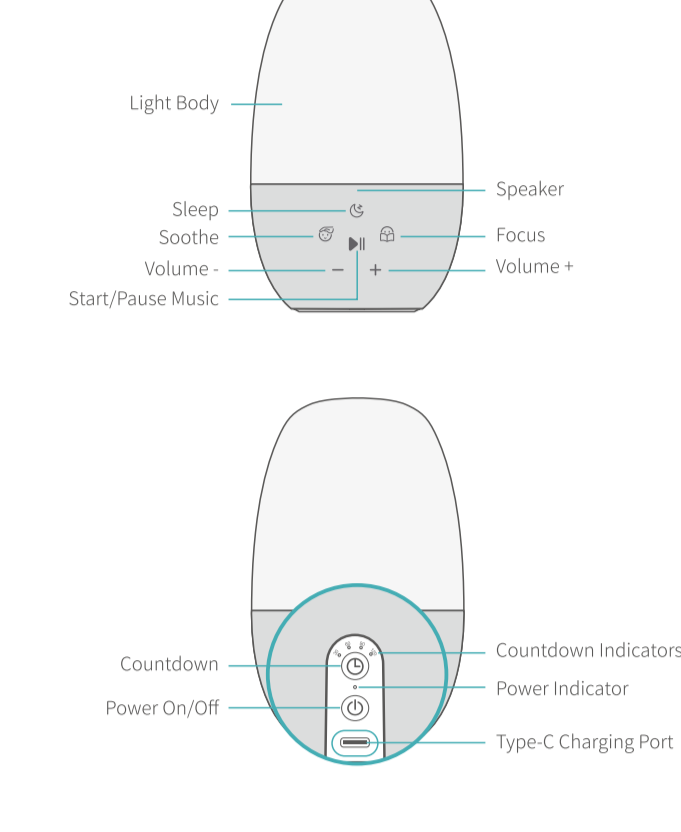 Light Body
Speaker
Sleep
Soothe
Focus
Volume -
Volume +
Start/Pause Music
Countdown Indicators
Countdown
Power Indicator
Power On/Off
Type-C Charging Port